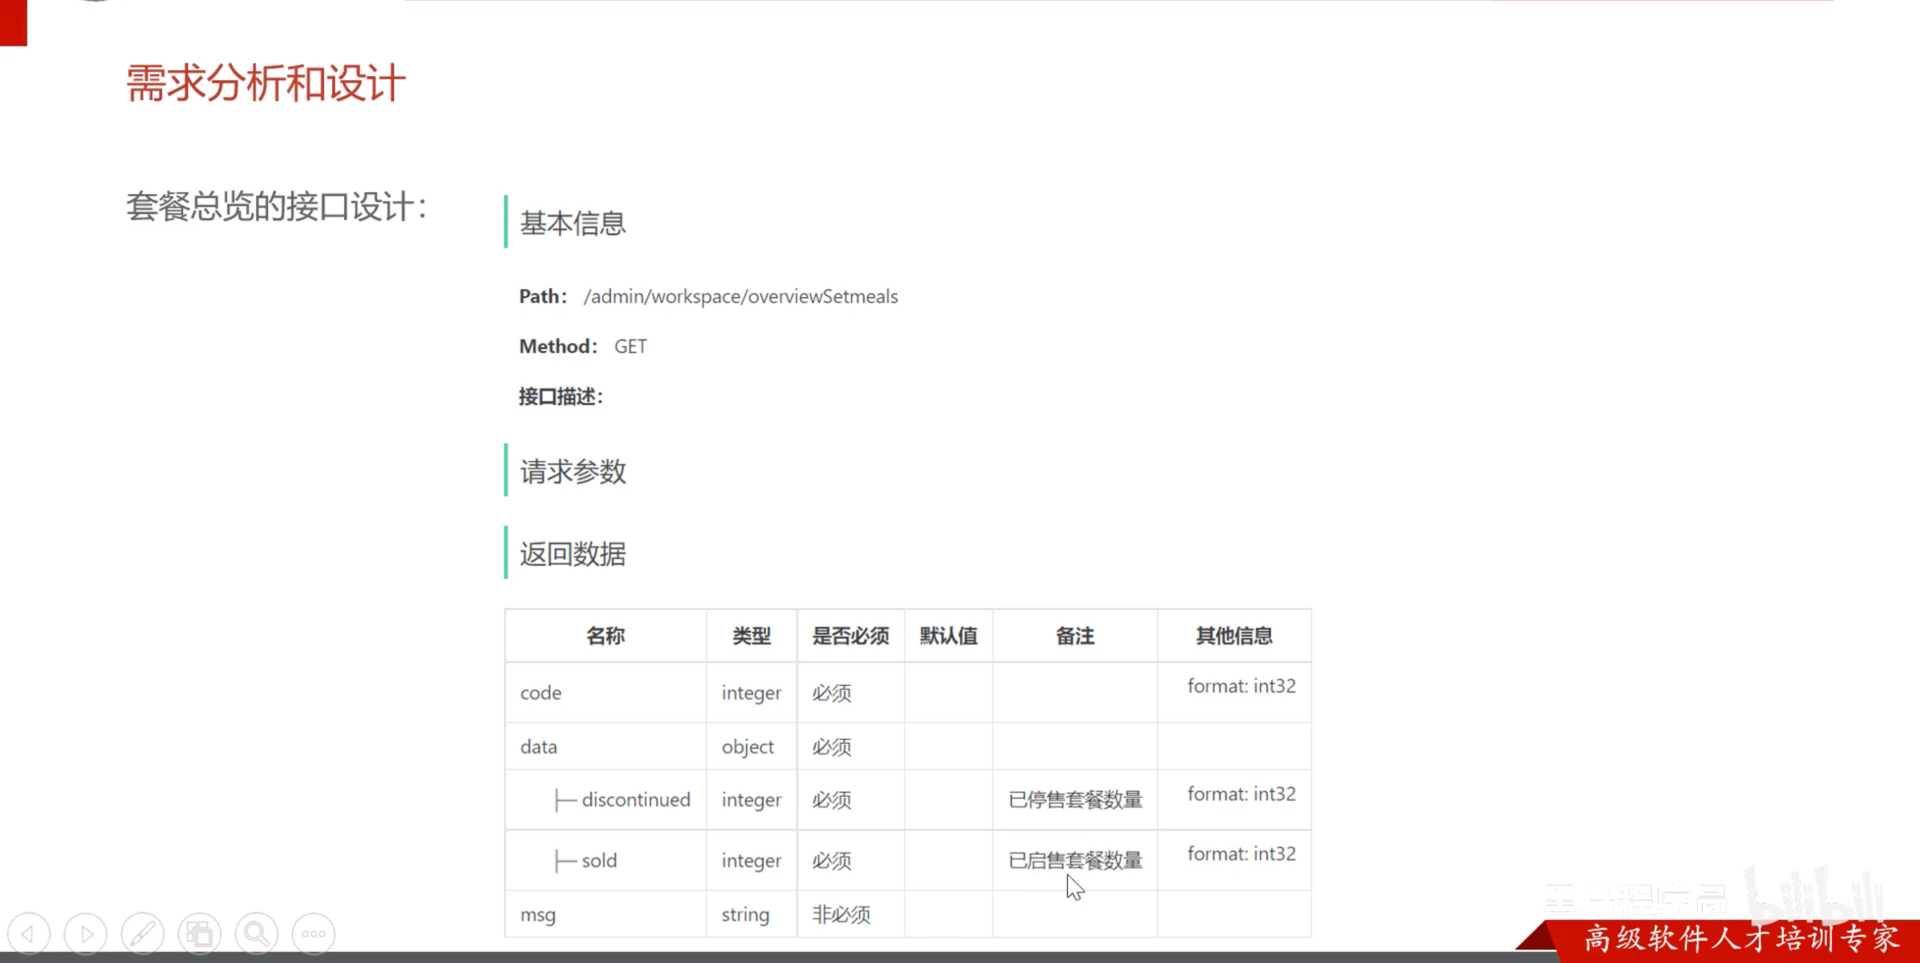 需求分析和设计
套餐总览的接口设计：
基本信息
Path： /admin/workspace/overviewSetmeals
Method： GET
接口描述：
请求参数
返回数据
名称 类型 是否必须 默认值 备注 其他信息
code integer 必须 format: int32
data object 必须
├─ discontinued integer 必须 已停售套餐数量 format: int32
├─ sold integer 必须 已启售套餐数量 format: int32
msg string 非必须
bilibili
高级软件人才培训专家